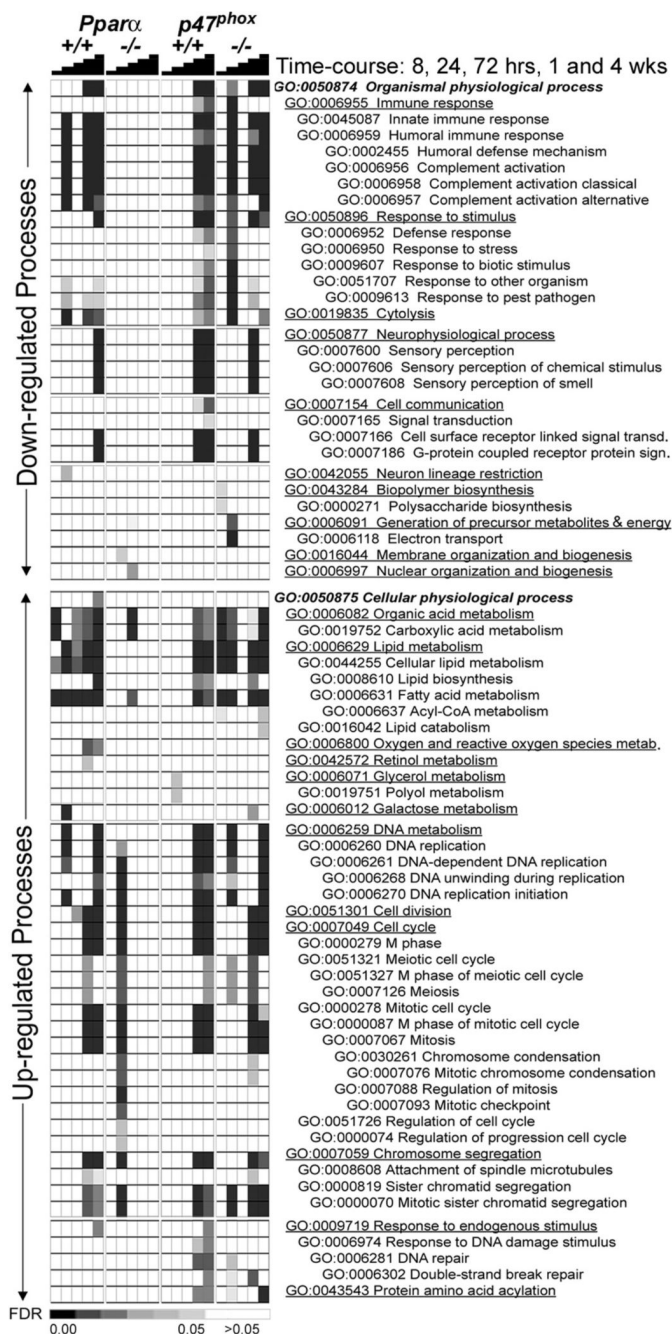 Pparα p47phox
+/+ -/- +/+ -/-
Time-course: 8, 24, 72 hrs, 1 and 4 wks
Down-regulated Processes
GO:0050874 Organismal physiological process
GO:0006955 Immune response
GO:0045087 Innate immune response
GO:0006959 Humoral immune response
GO:0002455 Humoral defense mechanism
GO:0006956 Complement activation
GO:0006958 Complement activation classical
GO:0006957 Complement activation alternative
GO:0050896 Response to stimulus
GO:0006952 Defense response
GO:0006950 Response to stress
GO:0009607 Response to biotic stimulus
GO:0051707 Response to other organism
GO:0009613 Response to pest pathogen
GO:0019835 Cytolysis
GO:0050877 Neurophysiological process
GO:0007600 Sensory perception
GO:0007606 Sensory perception of chemical stimulus
GO:0007608 Sensory perception of smell
GO:0007154 Cell communication
GO:0007165 Signal transduction
GO:0007166 Cell surface receptor linked signal transd.
GO:0007186 G-protein coupled receptor protein sign.
GO:0042055 Neuron lineage restriction
GO:0043284 Biopolymer biosynthesis
GO:0000271 Polysaccharide biosynthesis
GO:0006091 Generation of precursor metabolites & energy
GO:0006118 Electron transport
GO:0016044 Membrane organization and biogenesis
GO:0006997 Nuclear organization and biogenesis
Up-regulated Processes
GO:0050875 Cellular physiological process
GO:0006082 Organic acid metabolism
GO:0019752 Carboxylic acid metabolism
GO:0006629 Lipid metabolism
GO:0044255 Cellular lipid metabolism
GO:0008610 Lipid biosynthesis
GO:0006631 Fatty acid metabolism
GO:0006637 Acyl-CoA metabolism
GO:0016042 Lipid catabolism
GO:0006800 Oxygen and reactive oxygen species metab.
GO:0042572 Retinol metabolism
GO:0006071 Glycerol metabolism
GO:0019751 Polyol metabolism
GO:0006012 Galactose metabolism
GO:0006259 DNA metabolism
GO:0006260 DNA replication
GO:0006261 DNA-dependent DNA replication
GO:0006268 DNA unwinding during replication
GO:0006270 DNA replication initiation
GO:0051301 Cell division
GO:0007049 Cell cycle
GO:0000279 M phase
GO:0051321 Meiotic cell cycle
GO:0051327 M phase of meiotic cell cycle
GO:0007126 Meiosis
GO:0000278 Mitotic cell cycle
GO:0000087 M phase of mitotic cell cycle
GO:0007067 Mitosis
GO:0030261 Chromosome condensation
GO:0007076 Mitotic chromosome condensation
GO:0007088 Regulation of mitosis
GO:0007093 Mitotic checkpoint
GO:0051726 Regulation of cell cycle
GO:0000074 Regulation of progression cell cycle
GO:0007059 Chromosome segregation
GO:0008608 Attachment of spindle microtubules
GO:0000819 Sister chromatid segregation
GO:0000070 Mitotic sister chromatid segregation
GO:0009719 Response to endogenous stimulus
GO:0006974 Response to DNA damage stimulus
GO:0006281 DNA repair
GO:0006302 Double-strand break repair
GO:0043543 Protein amino acid acylation
FDR
0.00 0.05 >0.05